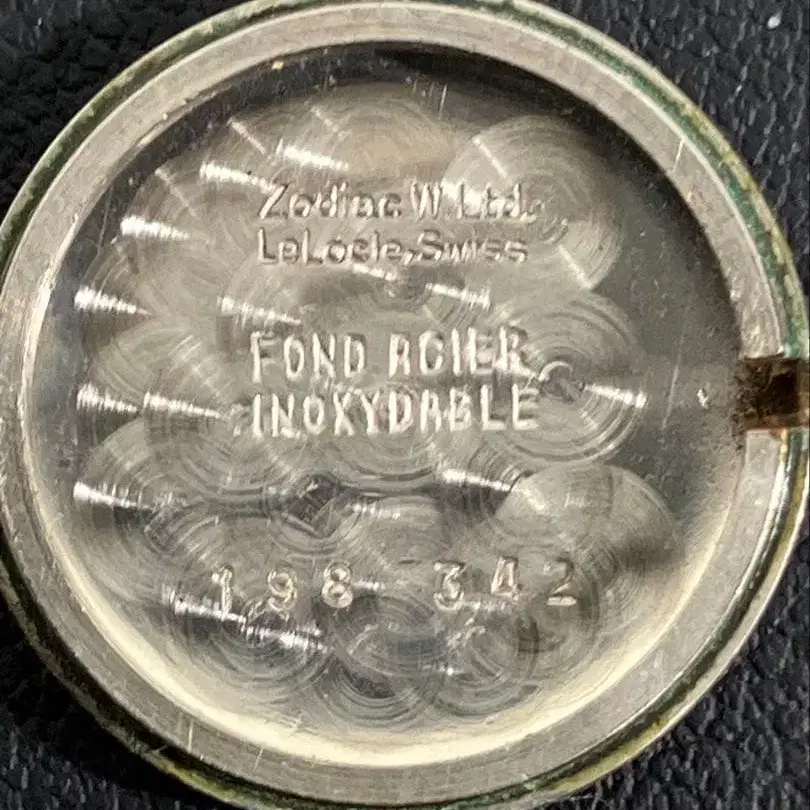 Zodiac W. Ltd.
LeLocle, Swiss
FOND ACIER
INOXYDABLE
198 342